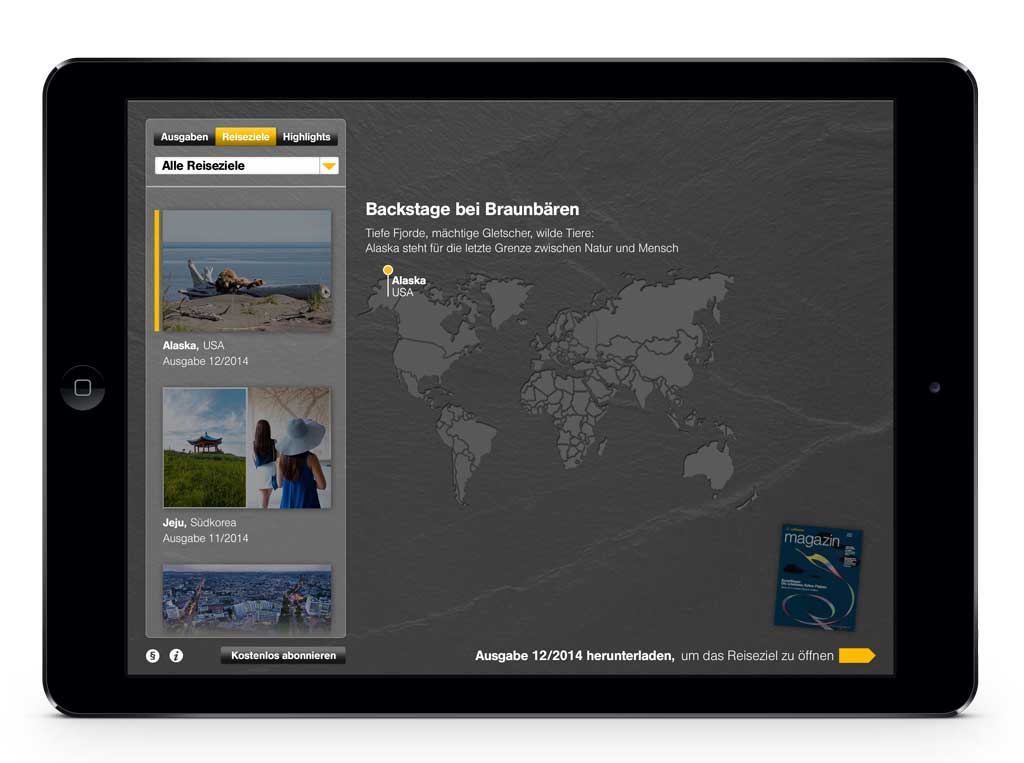 Ausgaben
Reiseziele
Highlights
Alle Reiseziele
Alaska, USA
Ausgabe 12/2014
Jeju, Südkorea
Ausgabe 11/2014
§
i
Kostenlos abonnieren
Backstage bei Braunbären
Tiefe Fjorde, mächtige Gletscher, wilde Tiere:
Alaska steht für die letzte Grenze zwischen Natur und Mensch
Alaska
USA
magazin
Ausgabe 12/2014 herunterladen, um das Reiseziel zu öffnen